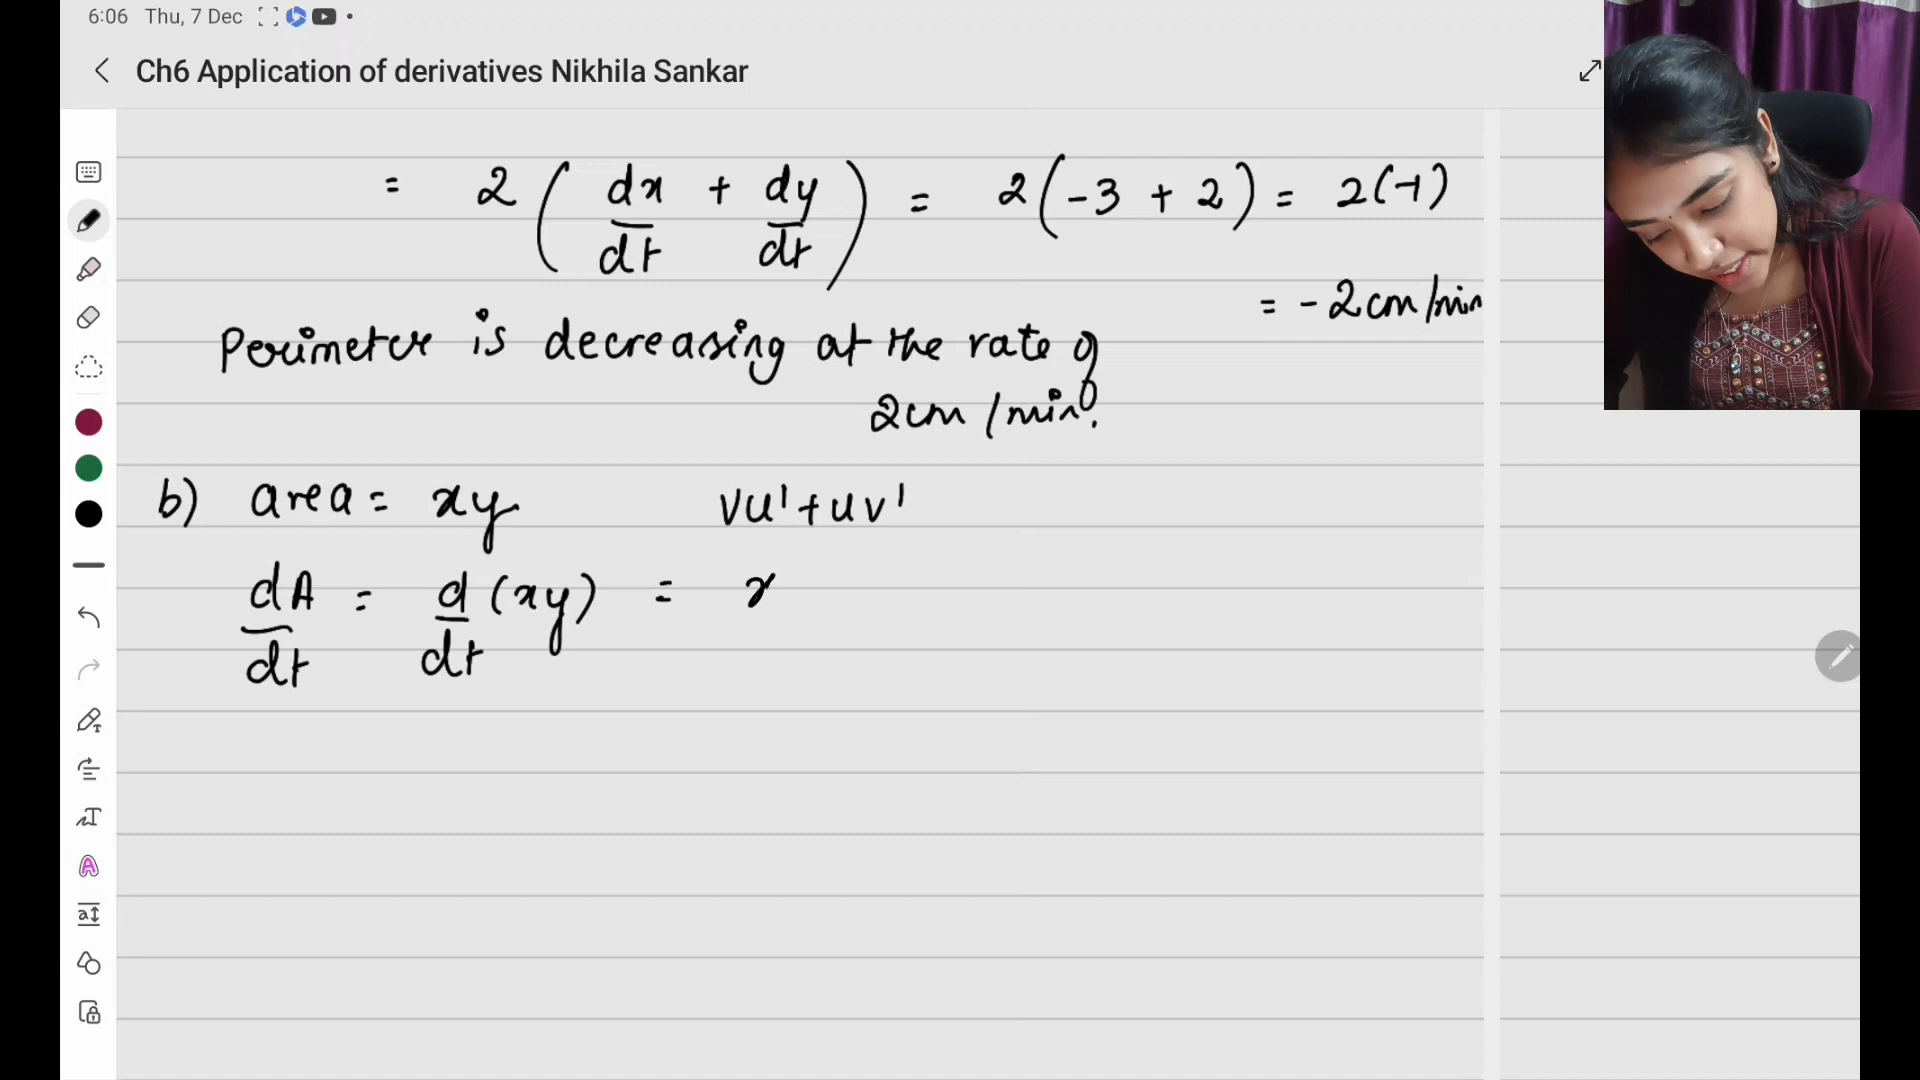 6:06 Thu, 7 Dec
Ch6 Application of derivatives Nikhila Sankar
= 2 ( dx/dt + dy/dt ) = 2(-3 + 2) = 2(-1)
= -2cm/min
Perimeter is decreasing at the rate of
2cm/min.
b) area = xy vu' + uv'
dA/dt = d/dt (xy) = x